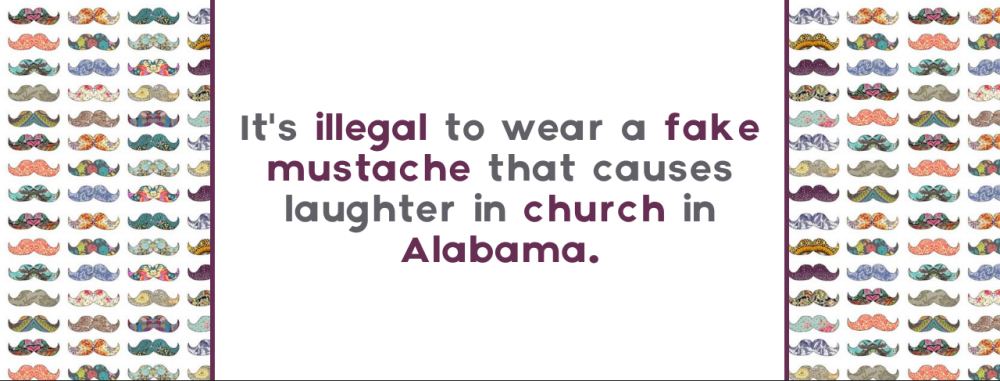 It's illegal to wear a fake
mustache that causes
laughter in church in
Alabama.